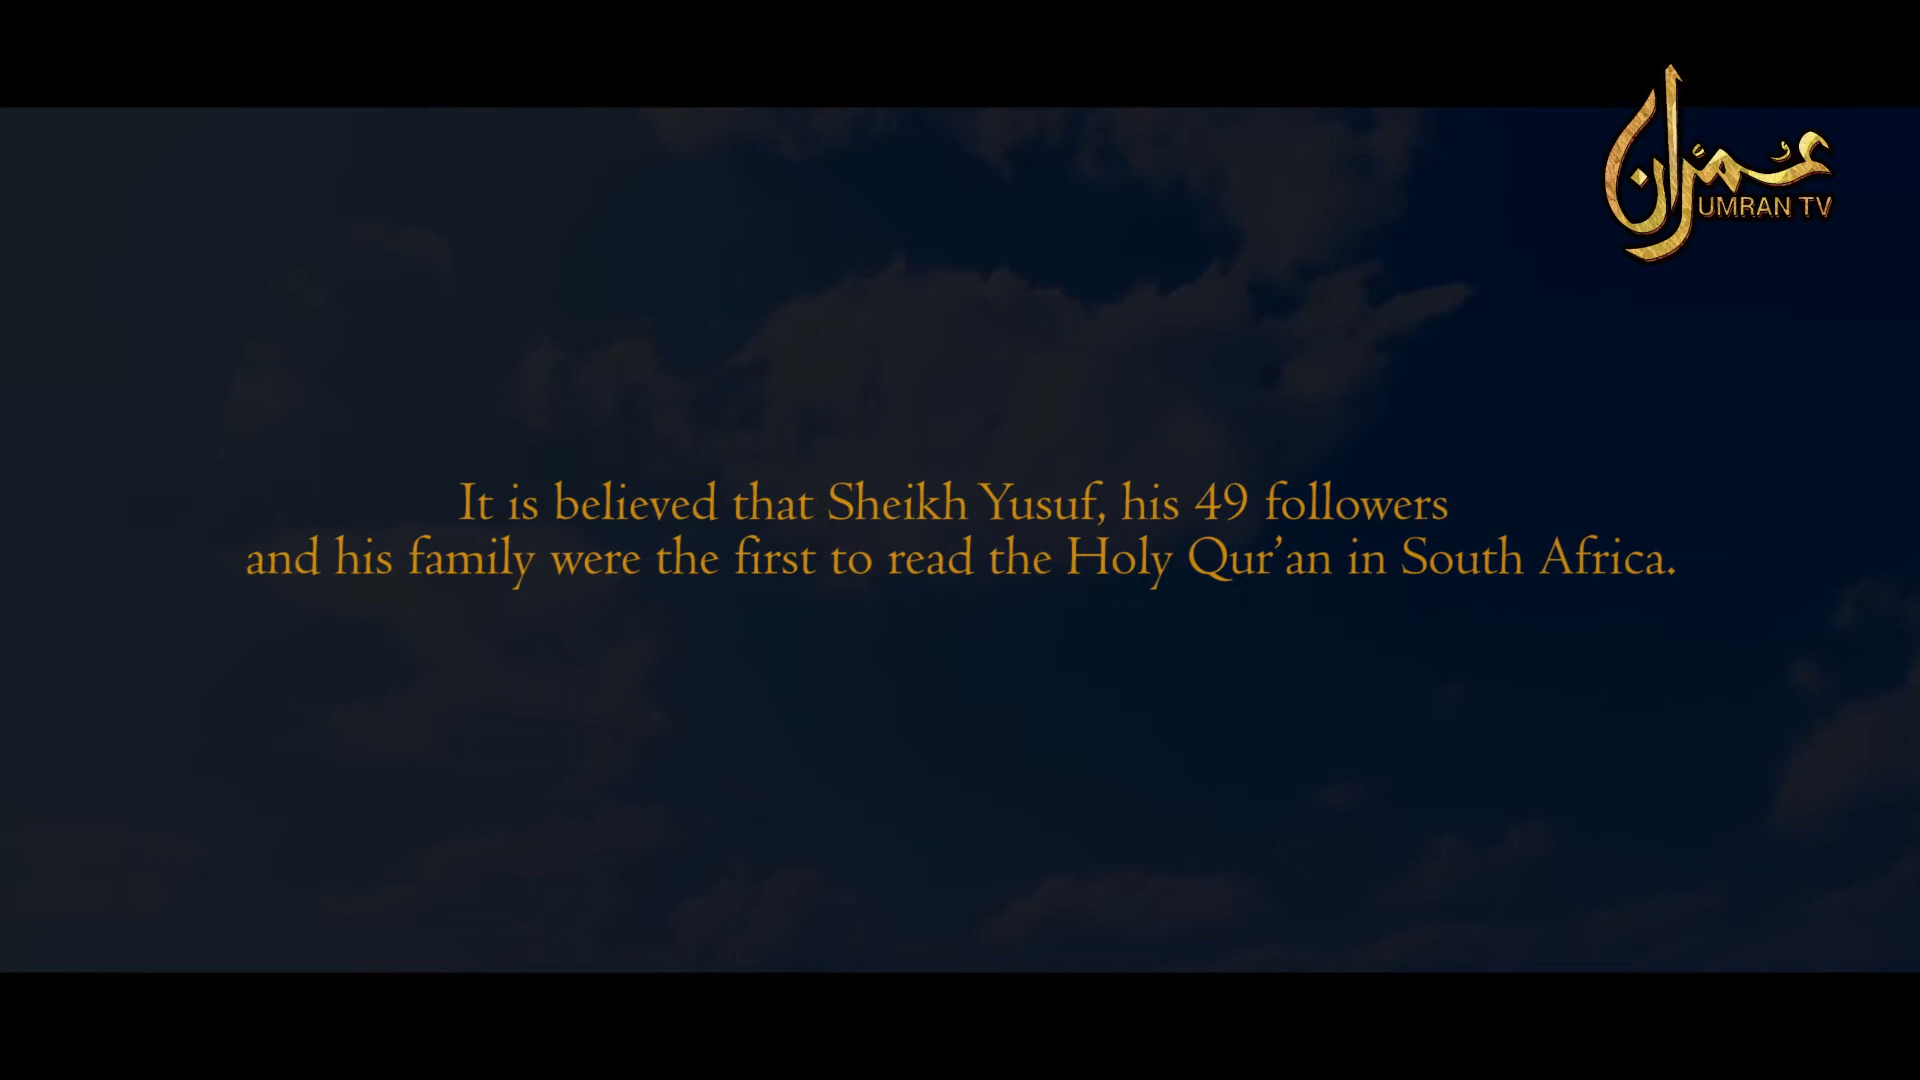 عمران
UMRAN TV
It is believed that Sheikh Yusuf, his 49 followers
and his family were the first to read the Holy Qur’an in South Africa.